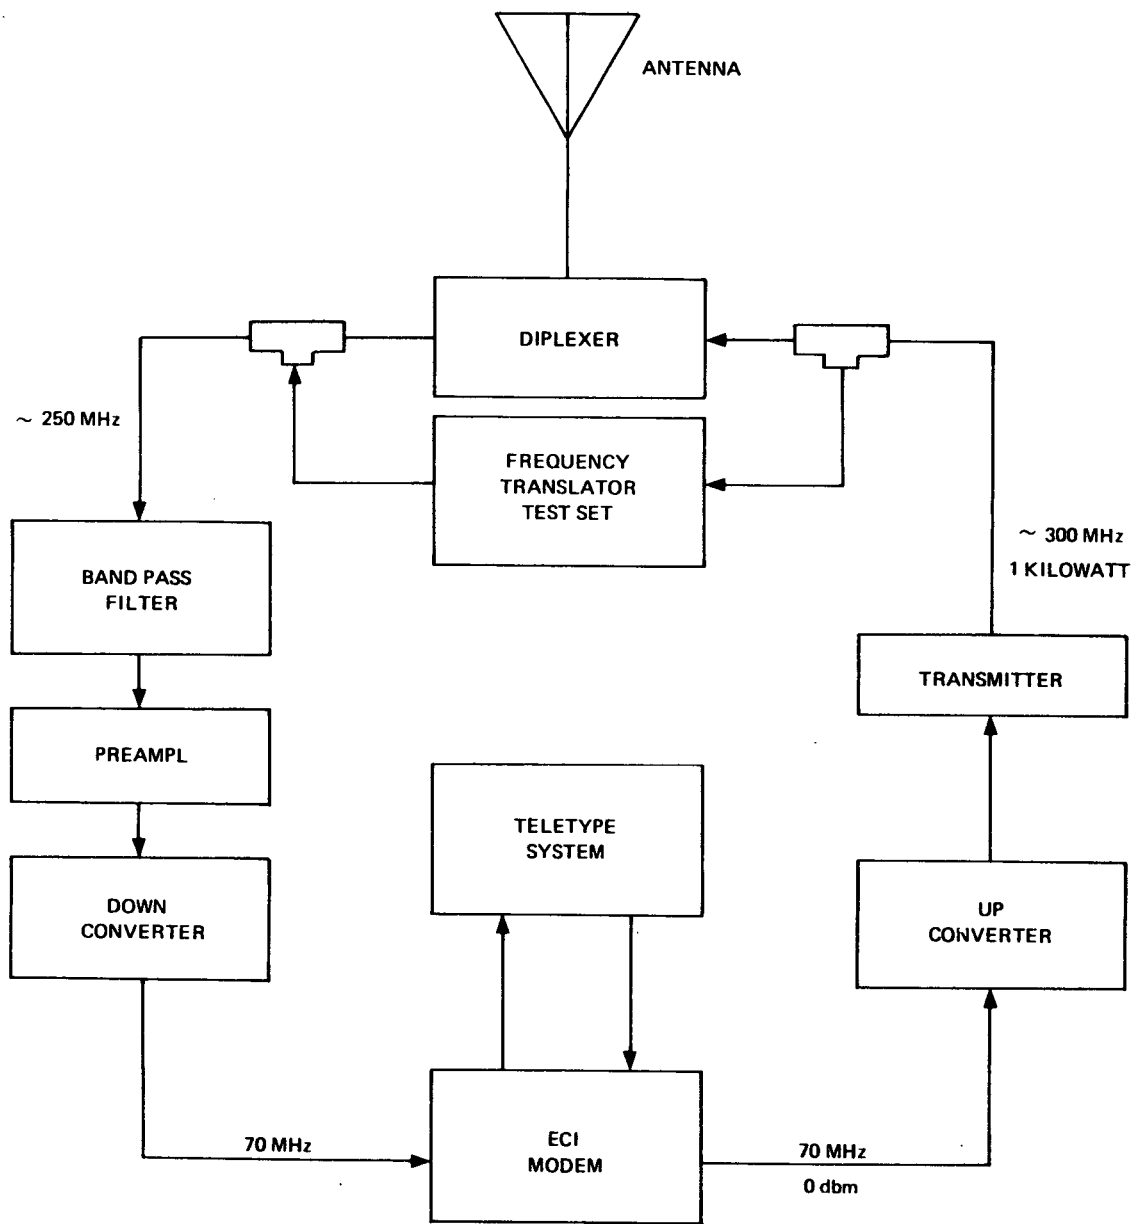 ANTENNA
DIPLEXER
~ 250 MHz
FREQUENCY
TRANSLATOR
TEST SET
~ 300 MHz
1 KILOWATT
BAND PASS
FILTER
TRANSMITTER
PREAMPL
TELETYPE
SYSTEM
DOWN
CONVERTER
UP
CONVERTER
70 MHz
ECI
MODEM
70 MHz
0 dbm